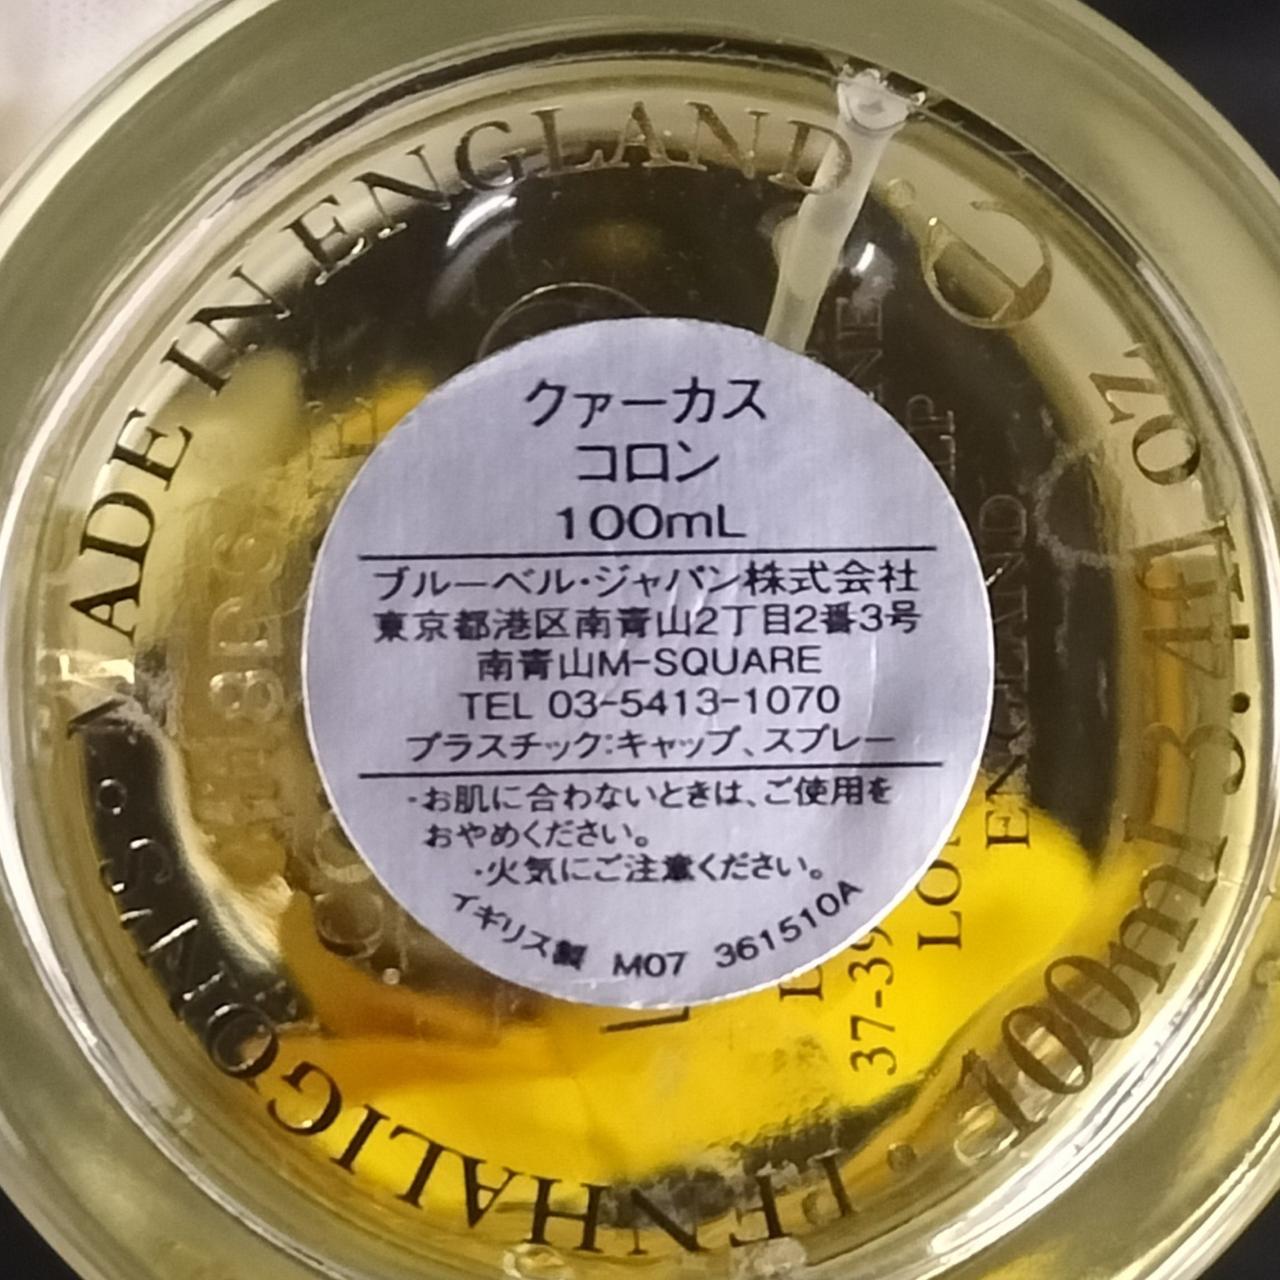 クァーカス
コロン
100mL
ブルーベル・ジャパン株式会社
東京都港区南青山2丁目2番3号
南青山M-SQUARE
TEL 03-5413-1070
プラスチック:キャップ、スプレー
・お肌に合わないときは、ご使用を
おやめください。
・火気にご注意ください。
イギリス製 M07 361510A
MADE IN ENGLAND
PENHALIGON'S
100ml 3.4fl. oz
37-39
ENGLAND